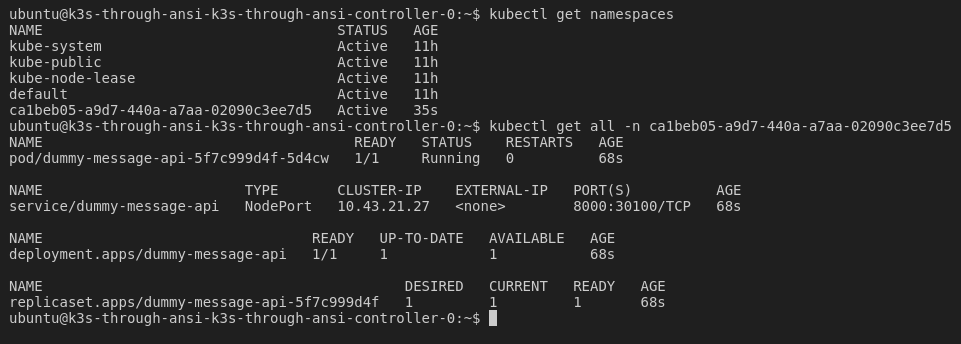 ubuntu@k3s-through-ansi-k3s-through-ansi-controller-0:~$ kubectl get namespaces
NAME                                   STATUS   AGE
kube-system                            Active   11h
kube-public                            Active   11h
kube-node-lease                        Active   11h
default                                Active   11h
ca1beb05-a9d7-440a-a7aa-02090c3ee7d5   Active   35s
ubuntu@k3s-through-ansi-k3s-through-ansi-controller-0:~$ kubectl get all -n ca1beb05-a9d7-440a-a7aa-02090c3ee7d5
NAME                                     READY   STATUS    RESTARTS   AGE
pod/dummy-message-api-5f7c999d4f-5d4cw   1/1     Running   0          68s

NAME                        TYPE       CLUSTER-IP    EXTERNAL-IP   PORT(S)          AGE
service/dummy-message-api   NodePort   10.43.21.27   <none>        8000:30100/TCP   68s

NAME                                READY   UP-TO-DATE   AVAILABLE   AGE
deployment.apps/dummy-message-api   1/1     1            1           68s

NAME                                           DESIRED   CURRENT   READY   AGE
replicaset.apps/dummy-message-api-5f7c999d4f   1         1         1       68s
ubuntu@k3s-through-ansi-k3s-through-ansi-controller-0:~$